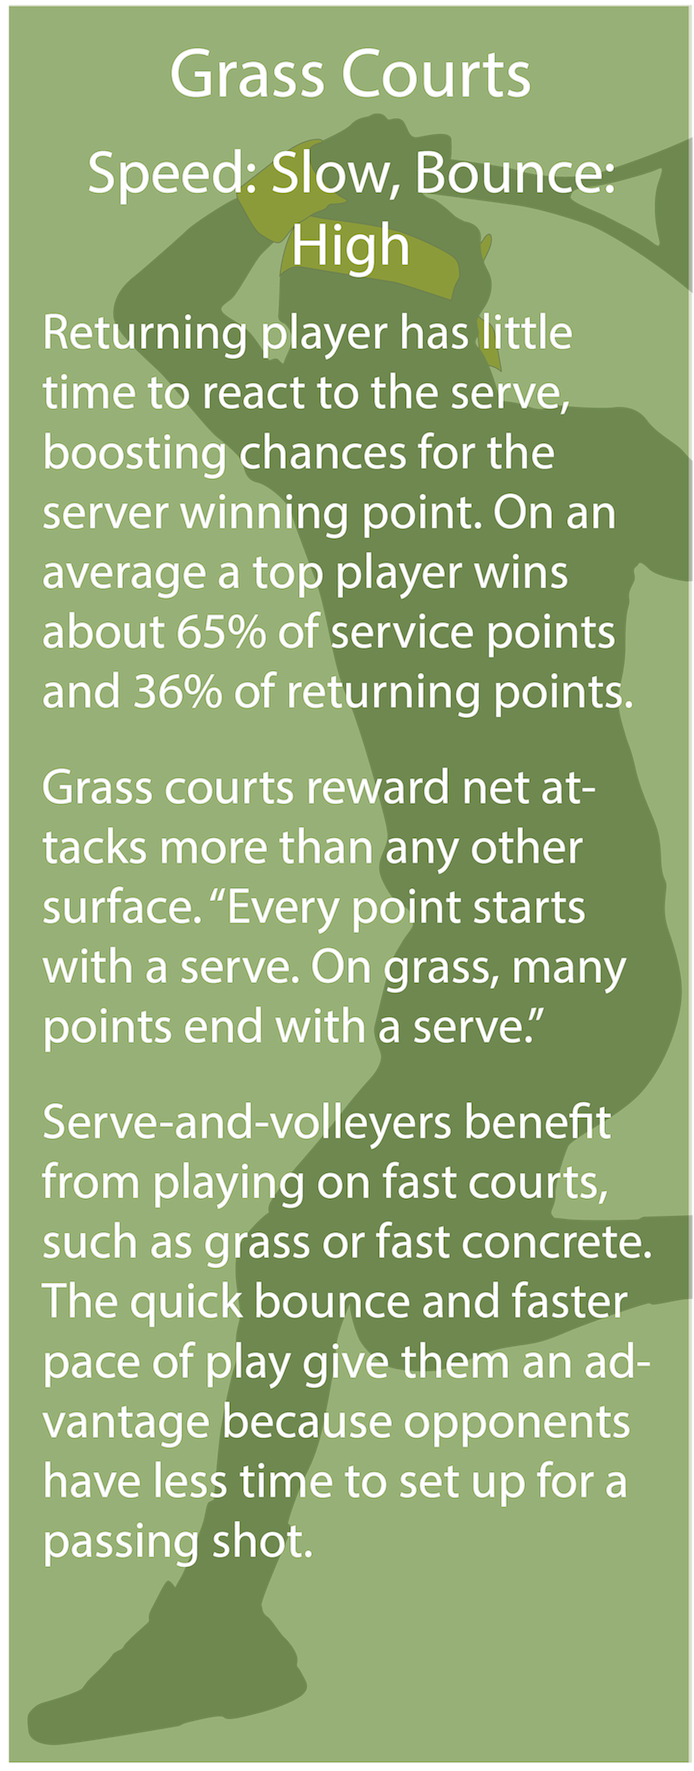 Grass Courts
Speed: Slow, Bounce:
High
Returning player has little
time to react to the serve,
boosting chances for the
server winning point. On an
average a top player wins
about 65% of service points
and 36% of returning points.
Grass courts reward net at-
tacks more than any other
surface. “Every point starts
with a serve. On grass, many
points end with a serve.”
Serve-and-volleyers benefit
from playing on fast courts,
such as grass or fast concrete.
The quick bounce and faster
pace of play give them an ad-
vantage because opponents
have less time to set up for a
passing shot.